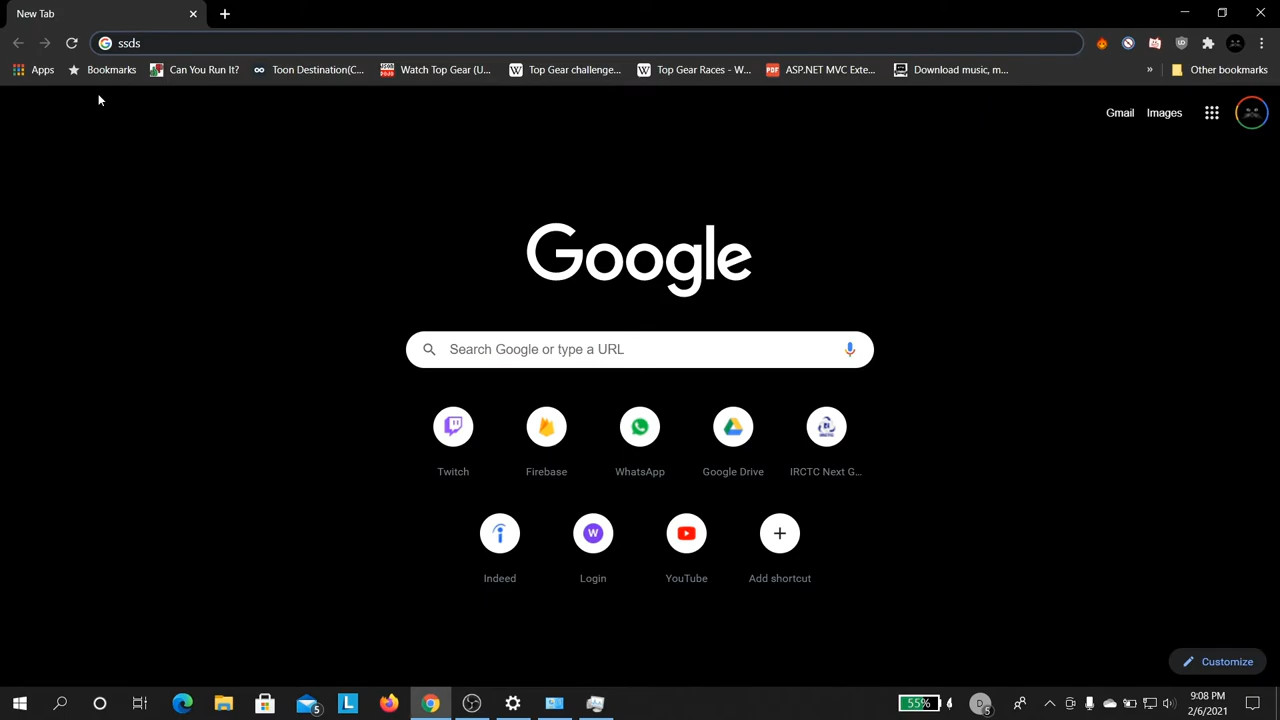 New Tab
ssds
Apps Bookmarks Can You Run It? Toon Destination(C... Watch Top Gear (U... Top Gear challenge... Top Gear Races - W... ASP.NET MVC Exte... Download music, m... » Other bookmarks
Gmail Images
Google
Search Google or type a URL
Twitch Firebase WhatsApp Google Drive IRCTC Next G...
Indeed Login YouTube Add shortcut
Customize
55%
9:08 PM
2/6/2021